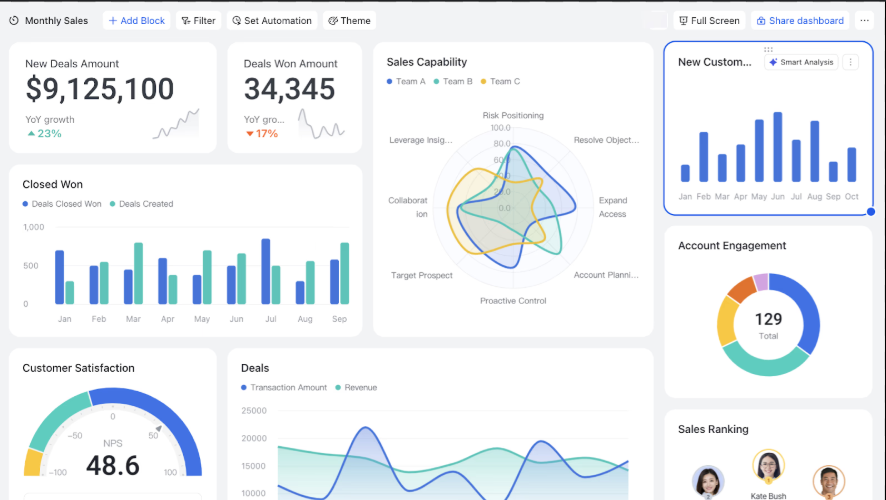 Monthly Sales
Add Block
Filter
Set Automation
Theme
Full Screen
Share dashboard
New Deals Amount
$9,125,100
YoY growth
23%
Deals Won Amount
34,345
YoY gro...
17%
Sales Capability
Team A Team B Team C
Risk Positioning
100.0
80.0
60.0
20.0
0.0
Leverage Insig...
Resolve Object...
Collaborat
ion
Expand
Access
Target Prospect
Account Planni...
Proactive Control
New Custom...
Smart Analysis
Jan Feb Mar Apr May Jun Jul Aug Sep Oct
Closed Won
Deals Closed Won Deals Created
1,000
500
0
Jan Feb Mar Apr May Jun Jul Aug Sep
Account Engagement
129
Total
Customer Satisfaction
0
-50
50
-100
100
NPS
48.6
Deals
Transaction Amount Revenue
25000
20000
15000
10000
Sales Ranking
Kate Bush